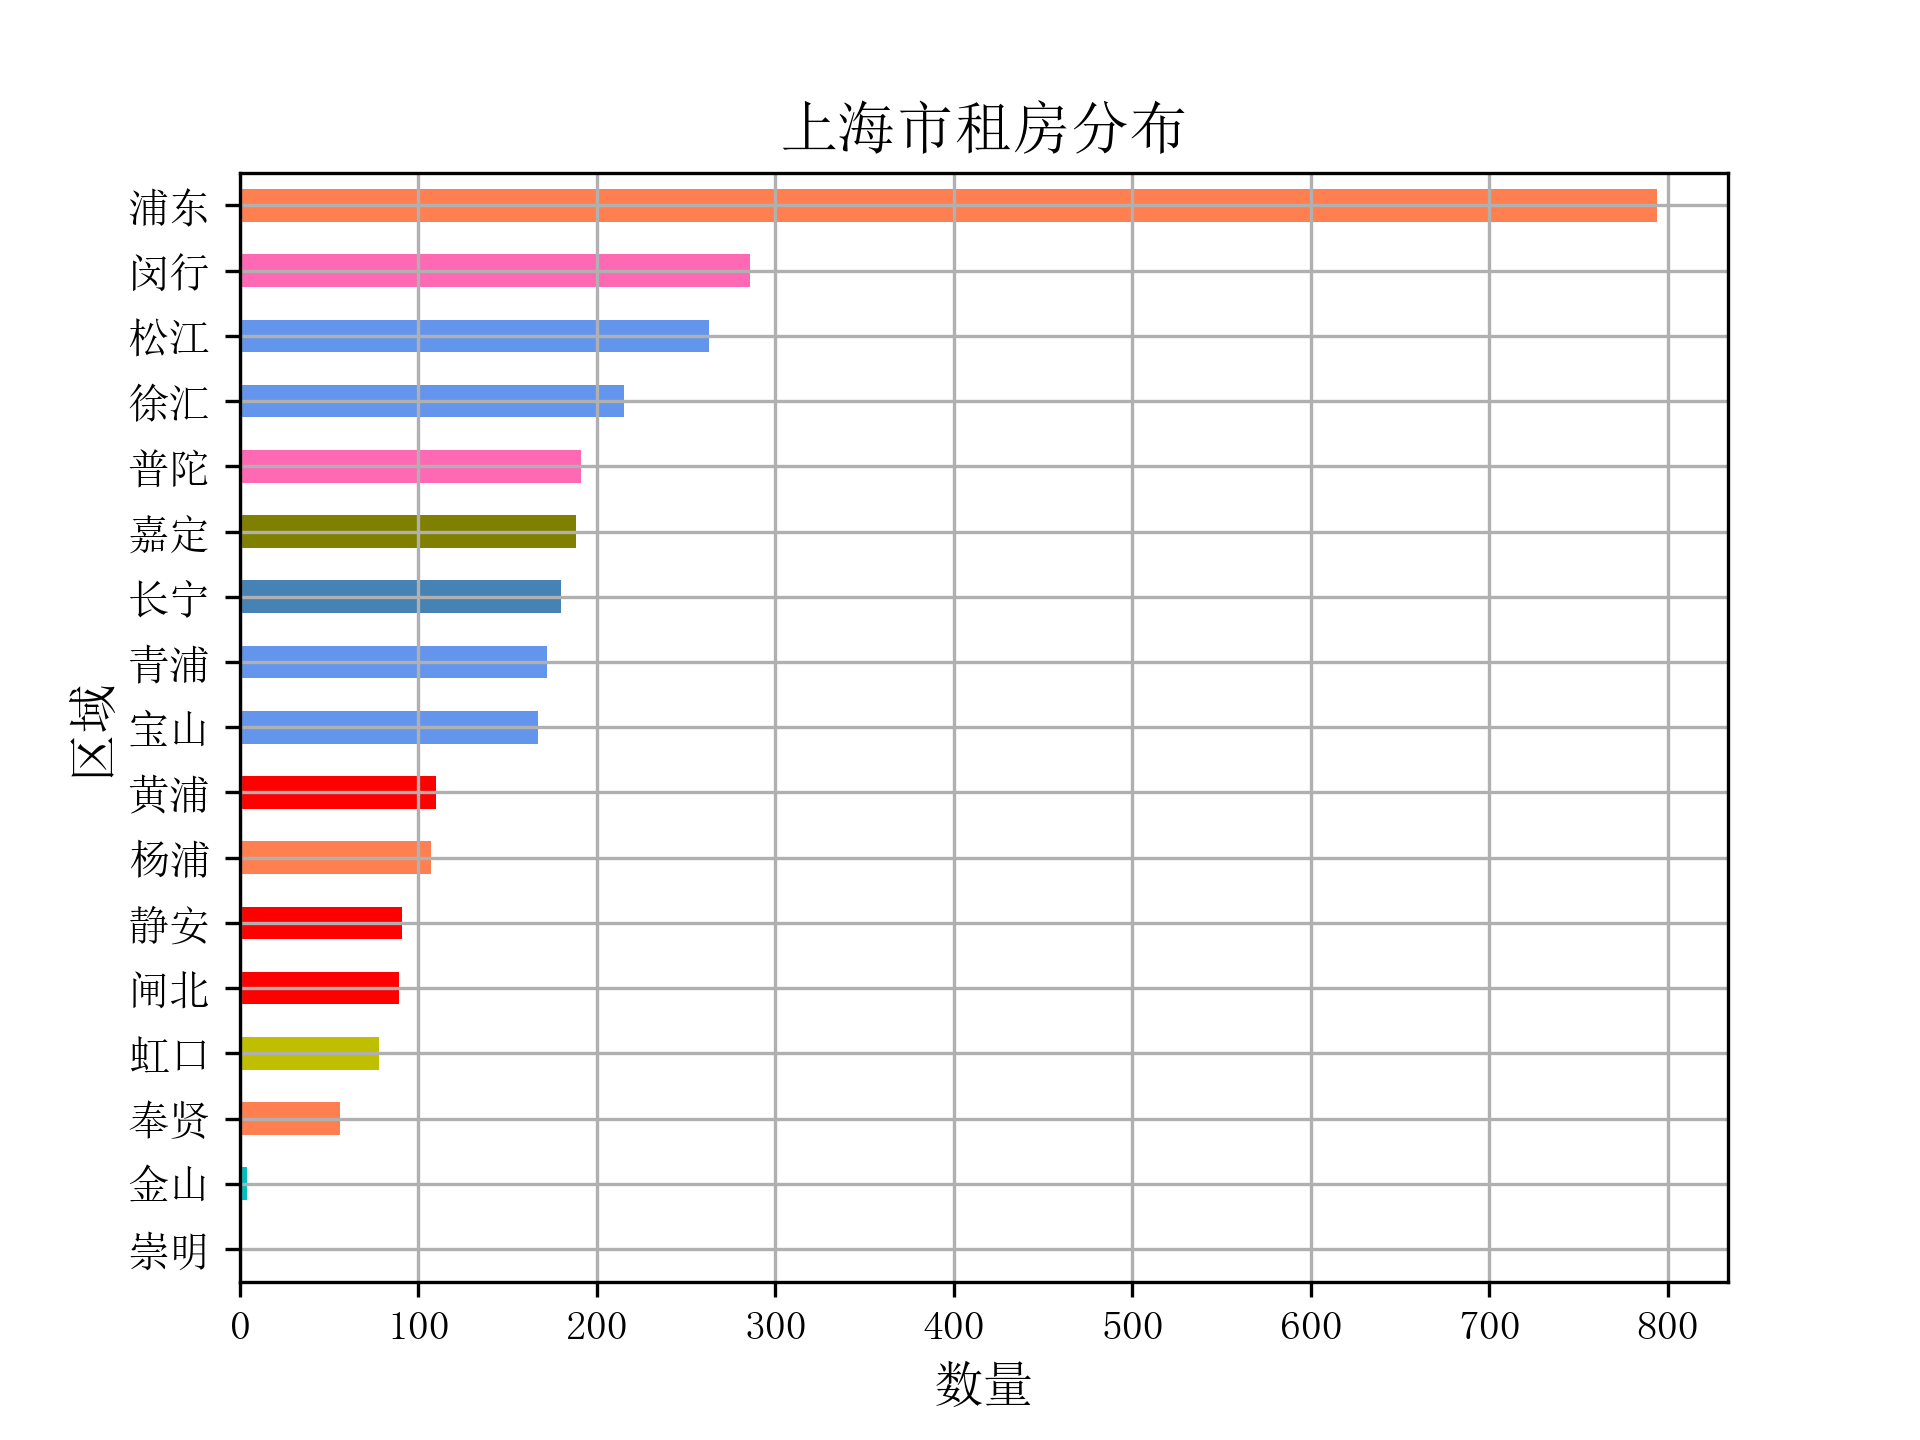 上海市租房分布
浦东
闵行
松江
徐汇
普陀
嘉定
长宁
青浦
宝山
黄浦
杨浦
静安
闸北
虹口
奉贤
金山
崇明
区域
0 100 200 300 400 500 600 700 800
数量